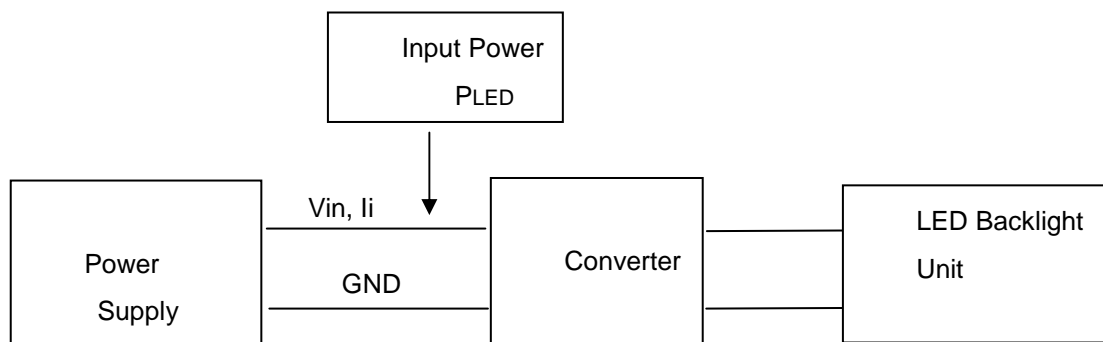 Input Power
PLED
Vin, Ii
GND
Power
Supply
Converter
LED Backlight
Unit